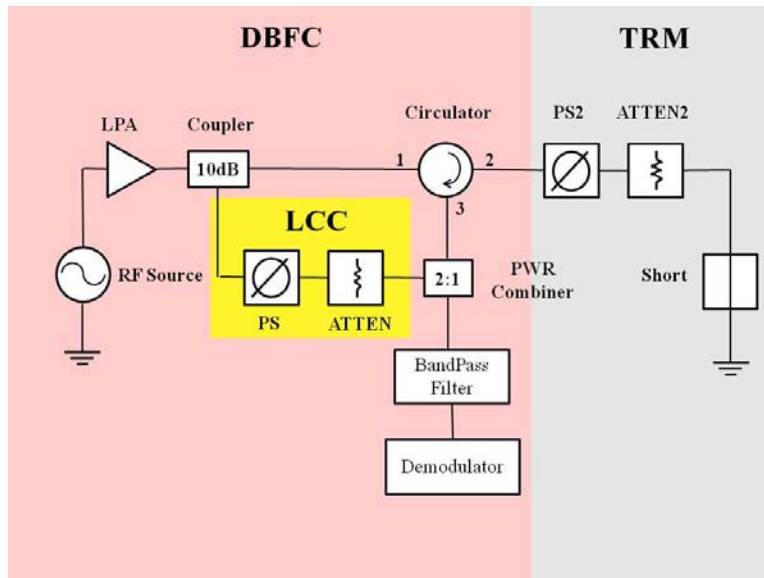 DBFC
TRM
LPA
Coupler
Circulator
PS2
ATTEN2
10dB
1
2
3
LCC
RF Source
2:1
PWR
Combiner
Short
PS
ATTEN
BandPass
Filter
Demodulator